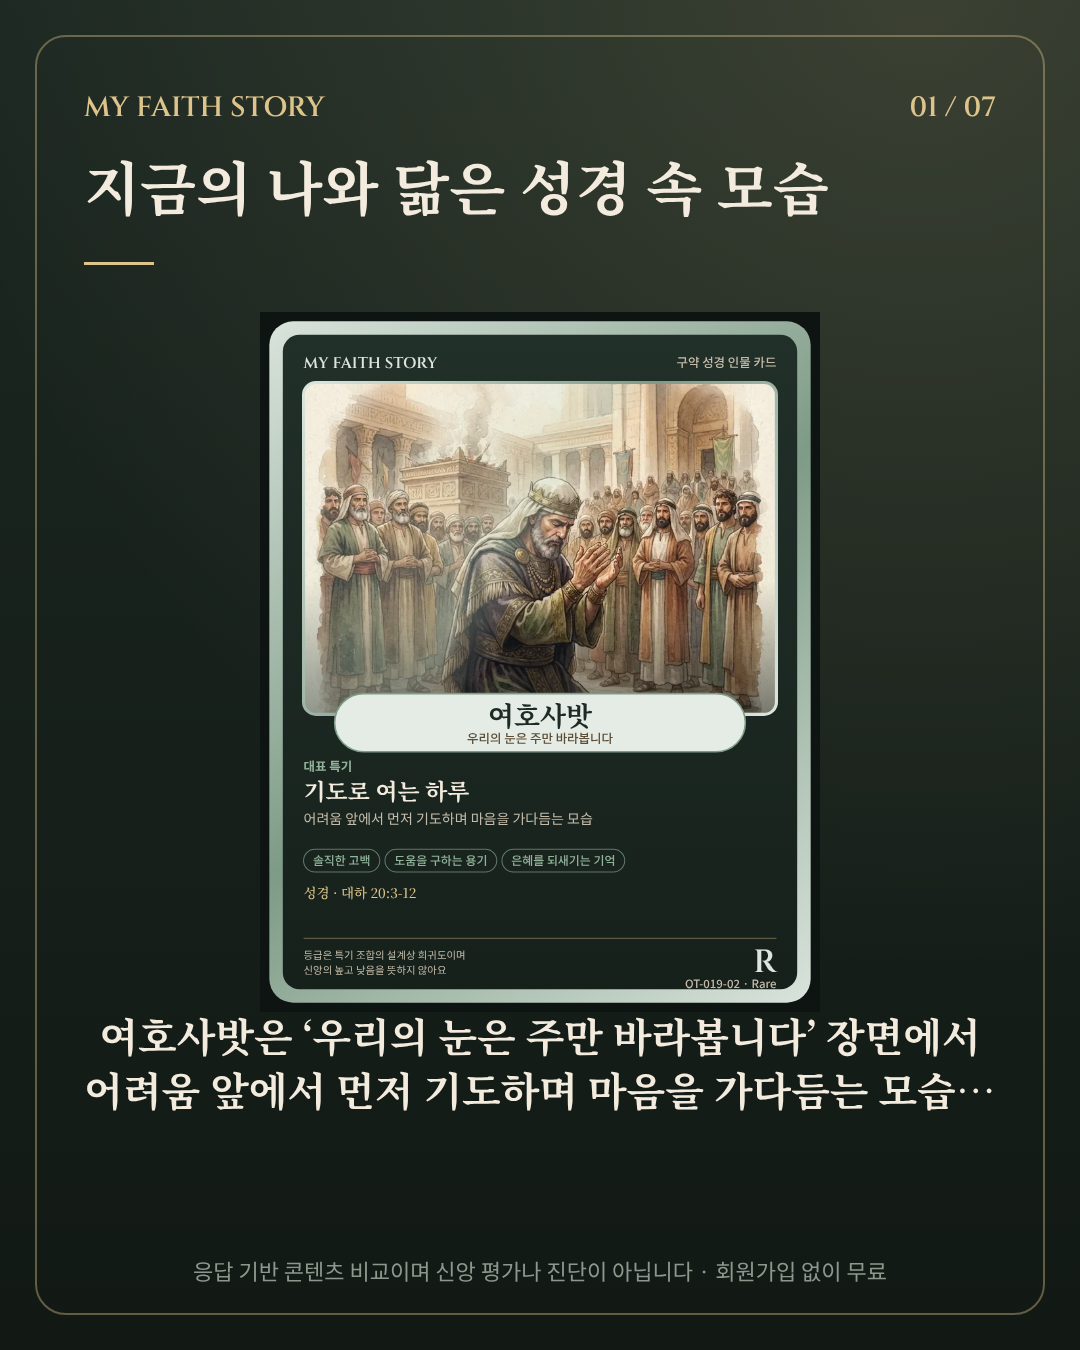 MY FAITH STORY
01 / 07
지금의 나와 닮은 성경 속 모습
MY FAITH STORY
구약 성경 인물 카드
여호사밧
우리의 눈은 주만 바라봅니다
대표 특기
기도로 여는 하루
어려움 앞에서 먼저 기도하며 마음을 가다듬는 모습
솔직한 고백
도움을 구하는 용기
은혜를 되새기는 기억
성경 · 대하 20:3-12
등급은 특기 조합의 설계상 희귀도이며
신앙의 높고 낮음을 뜻하지 않아요
R
OT-019-02 · Rare
여호사밧은 ‘우리의 눈은 주만 바라봅니다’ 장면에서
어려움 앞에서 먼저 기도하며 마음을 가다듬는 모습…
응답 기반 콘텐츠 비교이며 신앙 평가나 진단이 아닙니다 · 회원가입 없이 무료